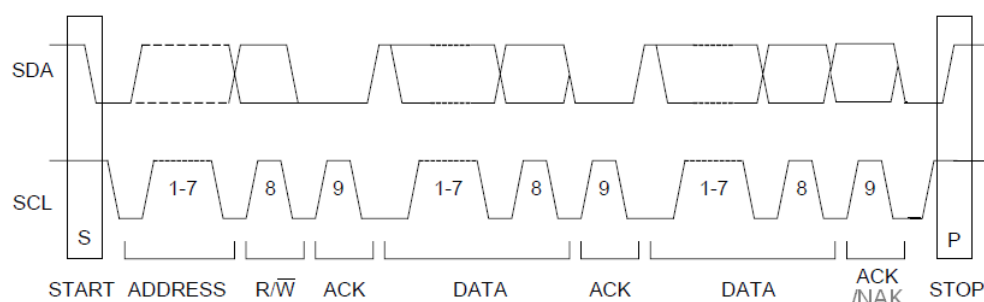 SDA
SCL
1-7
8
9
1-7
8
9
1-7
8
9
S
P
START ADDRESS R/W̅ ACK DATA ACK DATA ACK
/NAK STOP